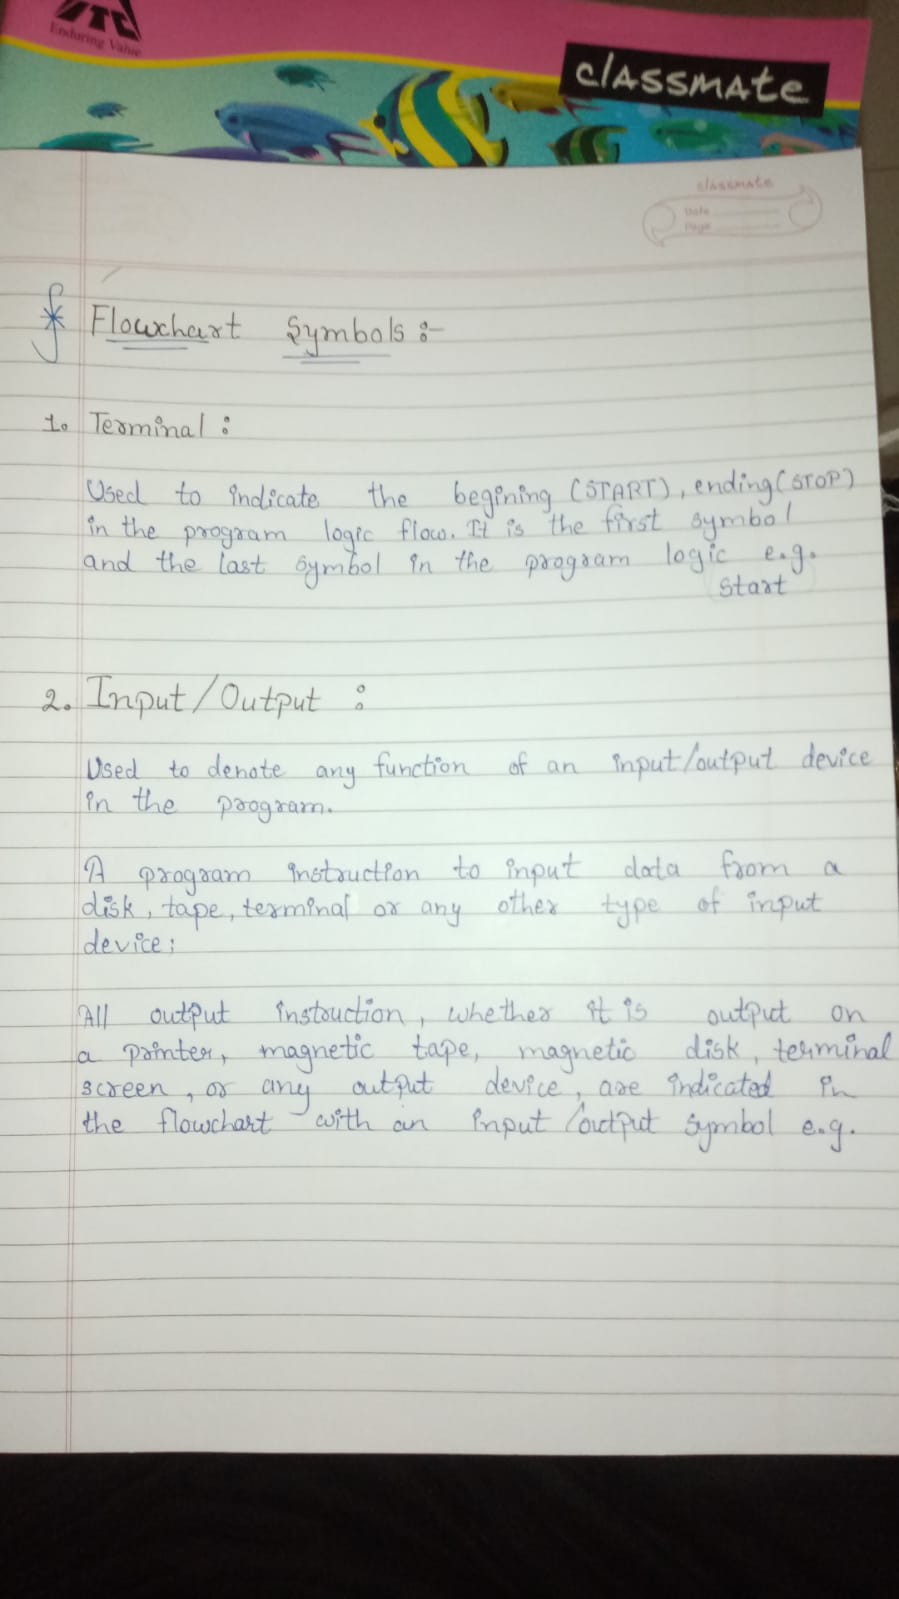 ITC
Enduring Value
classmate
classmate
Date
Page
Flowchart Symbols :-
1. Terminal :
Used to indicate the begining (START), ending (STOP)
in the program logic flow. It is the first symbol
and the last symbol in the program logic e.g.
Start
2. Input/Output :
Used to denote any function of an input/output device
in the program.
A program instruction to input data from a
disk, tape, terminal or any other type of input
device;
All output instruction, whether it is output on
a printer, magnetic tape, magnetic disk, terminal
screen, or any output device, are indicated in
the flowchart with an input/output symbol e.g.